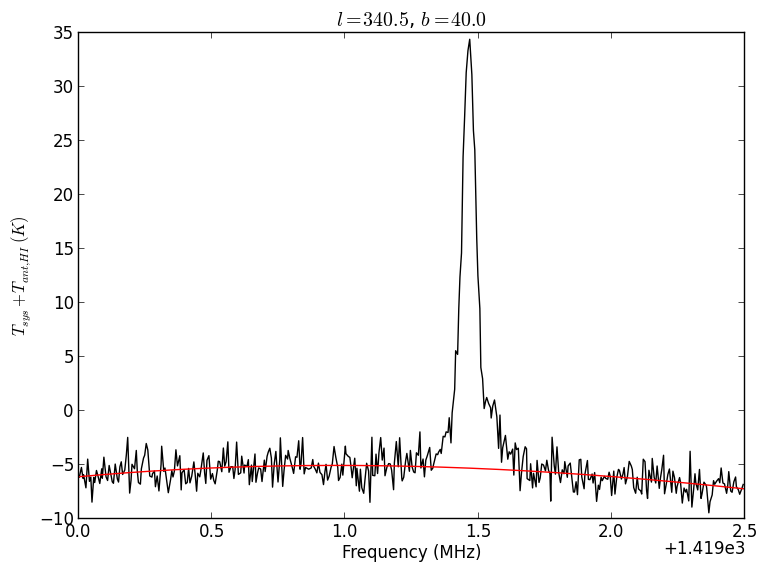 l = 340.5, b = 40.0
35
30
25
20
15
10
5
0
−5
−10
T_sys + T_ant,HI (K)
0.0 0.5 1.0 1.5 2.0 2.5
Frequency (MHz)
+1.419e3